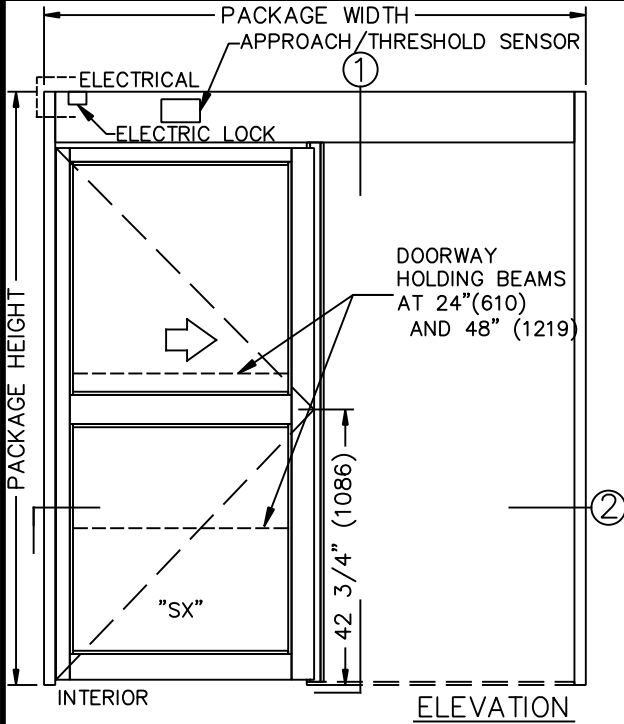 PACKAGE WIDTH
APPROACH/THRESHOLD SENSOR
ELECTRICAL
1
ELECTRIC LOCK
PACKAGE HEIGHT
DOORWAY
HOLDING BEAMS
AT 24"(610)
AND 48" (1219)
42 3/4" (1086)
2
"SX"
INTERIOR
ELEVATION